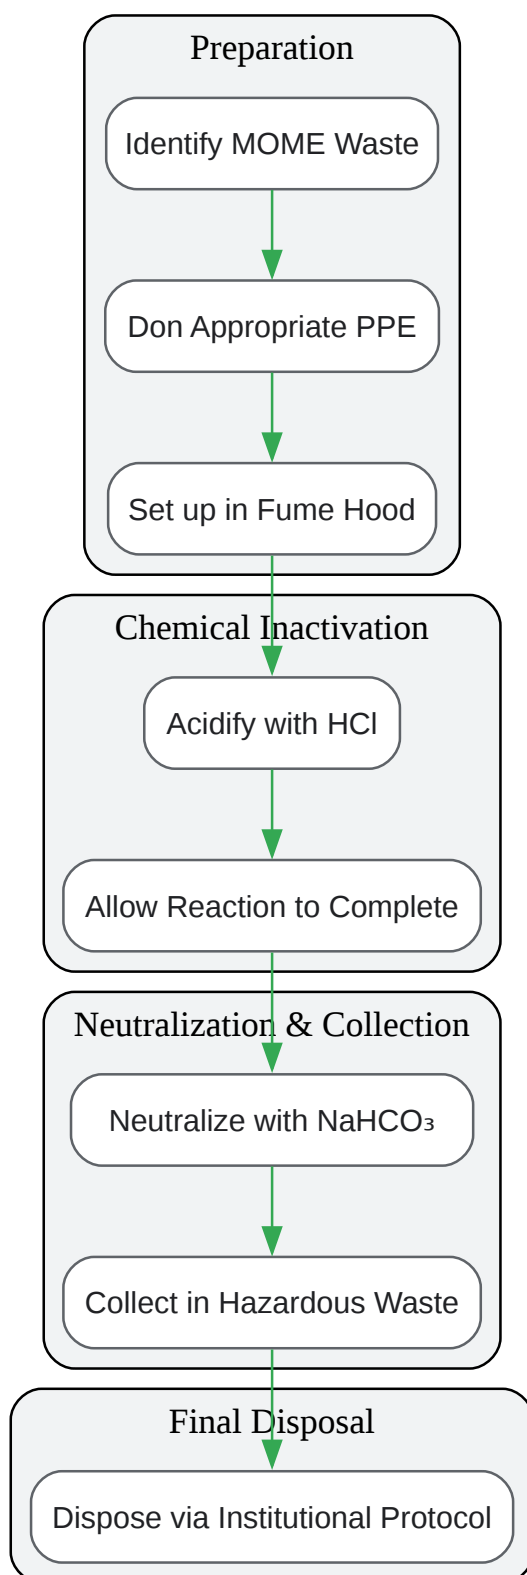 Preparation
Identify MOME Waste
Don Appropriate PPE
Set up in Fume Hood
Chemical Inactivation
Acidify with HCl
Allow Reaction to Complete
Neutralization & Collection
Neutralize with NaHCO₃
Collect in Hazardous Waste
Final Disposal
Dispose via Institutional Protocol